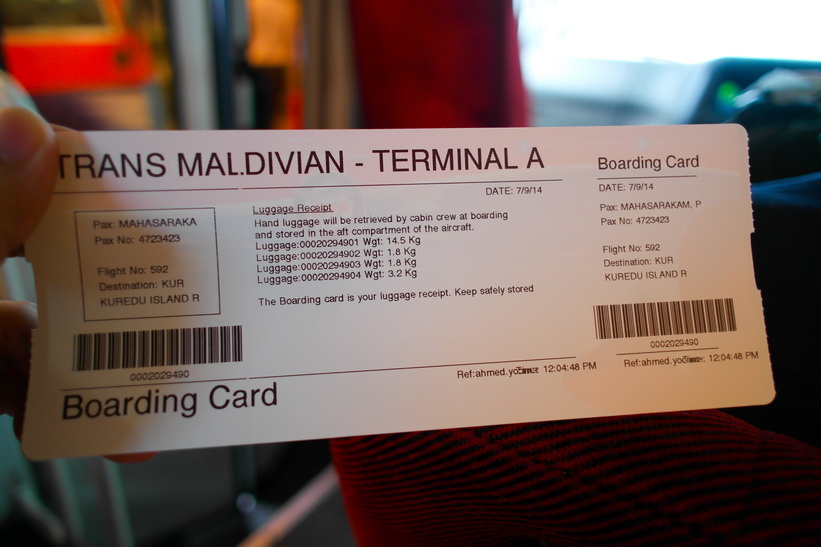 TRANS MALDIVIAN - TERMINAL A
DATE: 7/9/14
Pax: MAHASARAKA
Pax No: 4723423
Flight No: 592
Destination: KUR
KUREDU ISLAND R
0002029490
Boarding Card
Luggage Receipt
Hand luggage will be retrieved by cabin crew at boarding
and stored in the aft compartment of the aircraft.
Luggage:00020294901 Wgt: 14.5 Kg
Luggage:00020294902 Wgt: 1.8 Kg
Luggage:00020294903 Wgt: 1.8 Kg
Luggage:00020294904 Wgt: 3.2 Kg
The Boarding card is your luggage receipt. Keep safely stored
12:04:48 PM
Boarding Card
DATE: 7/9/14
Pax: MAHASARAKAM, P
Pax No: 4723423
Flight No: 592
Destination: KUR
KUREDU ISLAND R
0002029490
12:04:48 PM